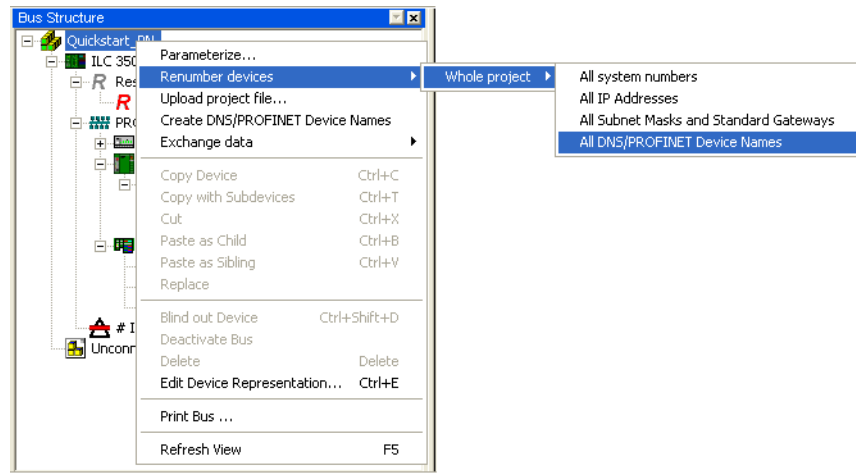 Bus Structure
Quickstart_PN
ILC 350
Parameterize...
Res
Renumber devices
Whole project
All system numbers
R
Upload project file...
All IP Addresses
PRO
Create DNS/PROFINET Device Names
All Subnet Masks and Standard Gateways
Exchange data
All DNS/PROFINET Device Names
Copy Device Ctrl+C
Copy with Subdevices Ctrl+T
Cut Ctrl+X
Paste as Child Ctrl+B
Paste as Sibling Ctrl+V
Replace
Blind out Device Ctrl+Shift+D
# I
Deactivate Bus
Unconn
Delete Delete
Edit Device Representation... Ctrl+E
Print Bus ...
Refresh View F5